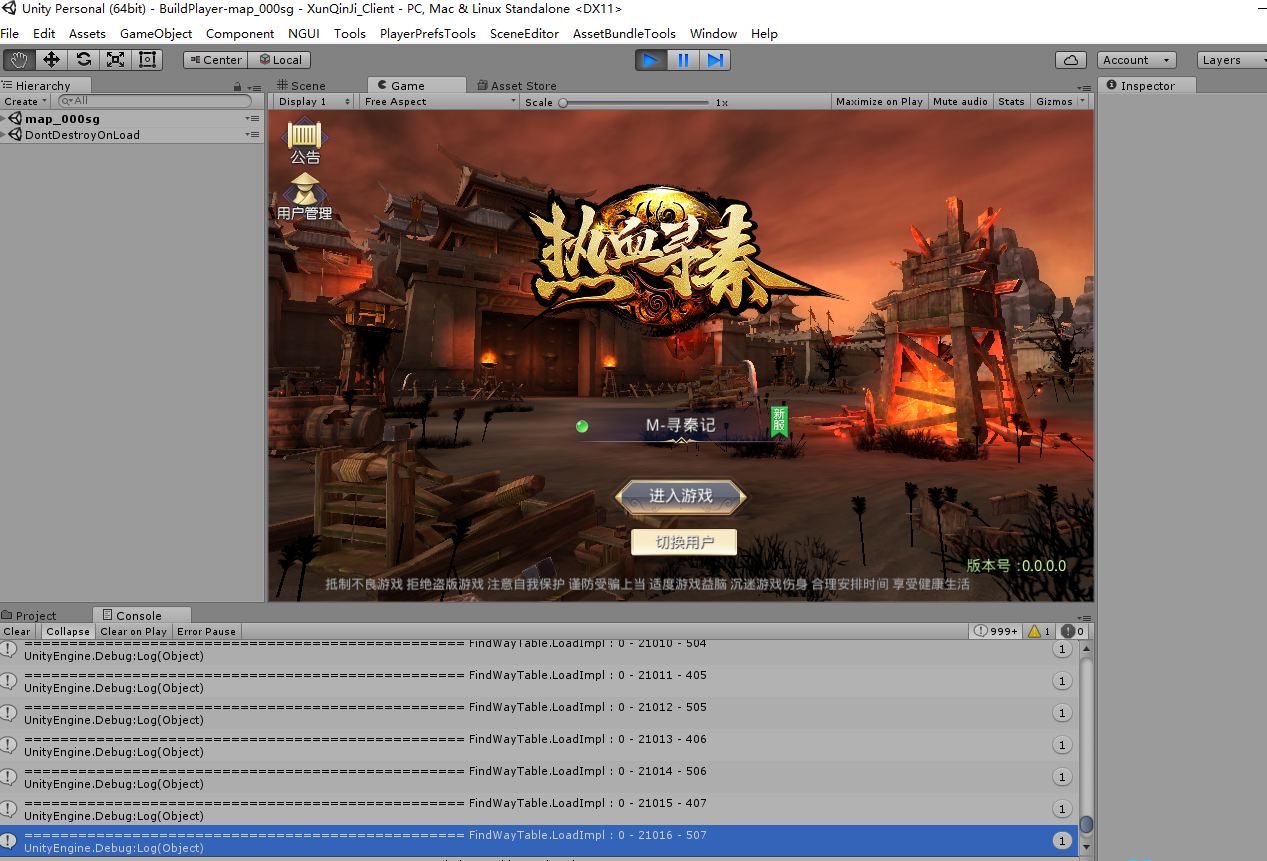 Unity Personal (64bit) - BuildPlayer-map_000sg - XunQinJi_Client - PC, Mac & Linux Standalone <DX11>
File Edit Assets GameObject Component NGUI Tools PlayerPrefsTools SceneEditor AssetBundleTools Window Help
Center Local Account Layers
Hierarchy Scene Game Asset Store Inspector
Create All Display 1 Free Aspect Scale 1x Maximize on Play Mute audio Stats Gizmos
map_000sg
DontDestroyOnLoad
公告
用户管理
热血寻秦
M-寻秦记
新服
进入游戏
切换用户
版本号 :0.0.0.0
抵制不良游戏 拒绝盗版游戏 注意自我保护 谨防受骗上当 适度游戏益脑 沉迷游戏伤身 合理安排时间 享受健康生活
Project Console
Clear Collapse Clear on Play Error Pause 999+ 1 0
============================================ FindWayTable.LoadImpl : 0 - 21010 - 504
UnityEngine.Debug:Log(Object) 1
============================================ FindWayTable.LoadImpl : 0 - 21011 - 405
UnityEngine.Debug:Log(Object) 1
============================================ FindWayTable.LoadImpl : 0 - 21012 - 505
UnityEngine.Debug:Log(Object) 1
============================================ FindWayTable.LoadImpl : 0 - 21013 - 406
UnityEngine.Debug:Log(Object) 1
============================================ FindWayTable.LoadImpl : 0 - 21014 - 506
UnityEngine.Debug:Log(Object) 1
============================================ FindWayTable.LoadImpl : 0 - 21015 - 407
UnityEngine.Debug:Log(Object) 1
============================================ FindWayTable.LoadImpl : 0 - 21016 - 507
UnityEngine.Debug:Log(Object) 1